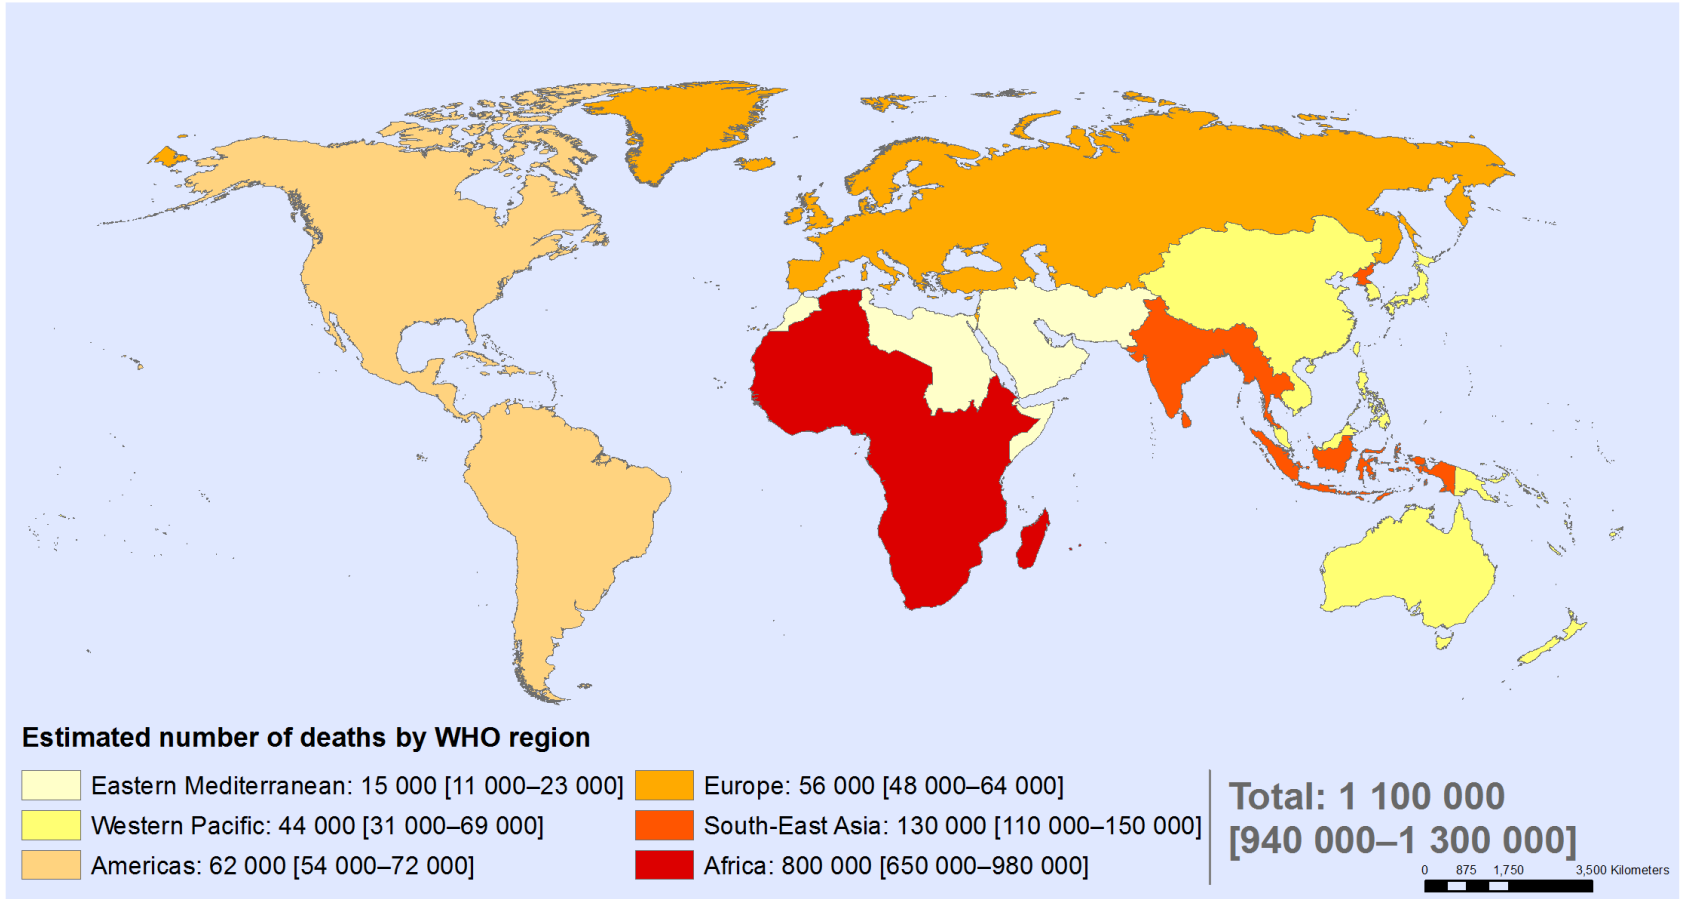 Estimated number of deaths by WHO region
Eastern Mediterranean: 15 000 [11 000–23 000]
Western Pacific: 44 000 [31 000–69 000]
Americas: 62 000 [54 000–72 000]
Europe: 56 000 [48 000–64 000]
South-East Asia: 130 000 [110 000–150 000]
Africa: 800 000 [650 000–980 000]
Total: 1 100 000
[940 000–1 300 000]
0 875 1,750 3,500 Kilometers